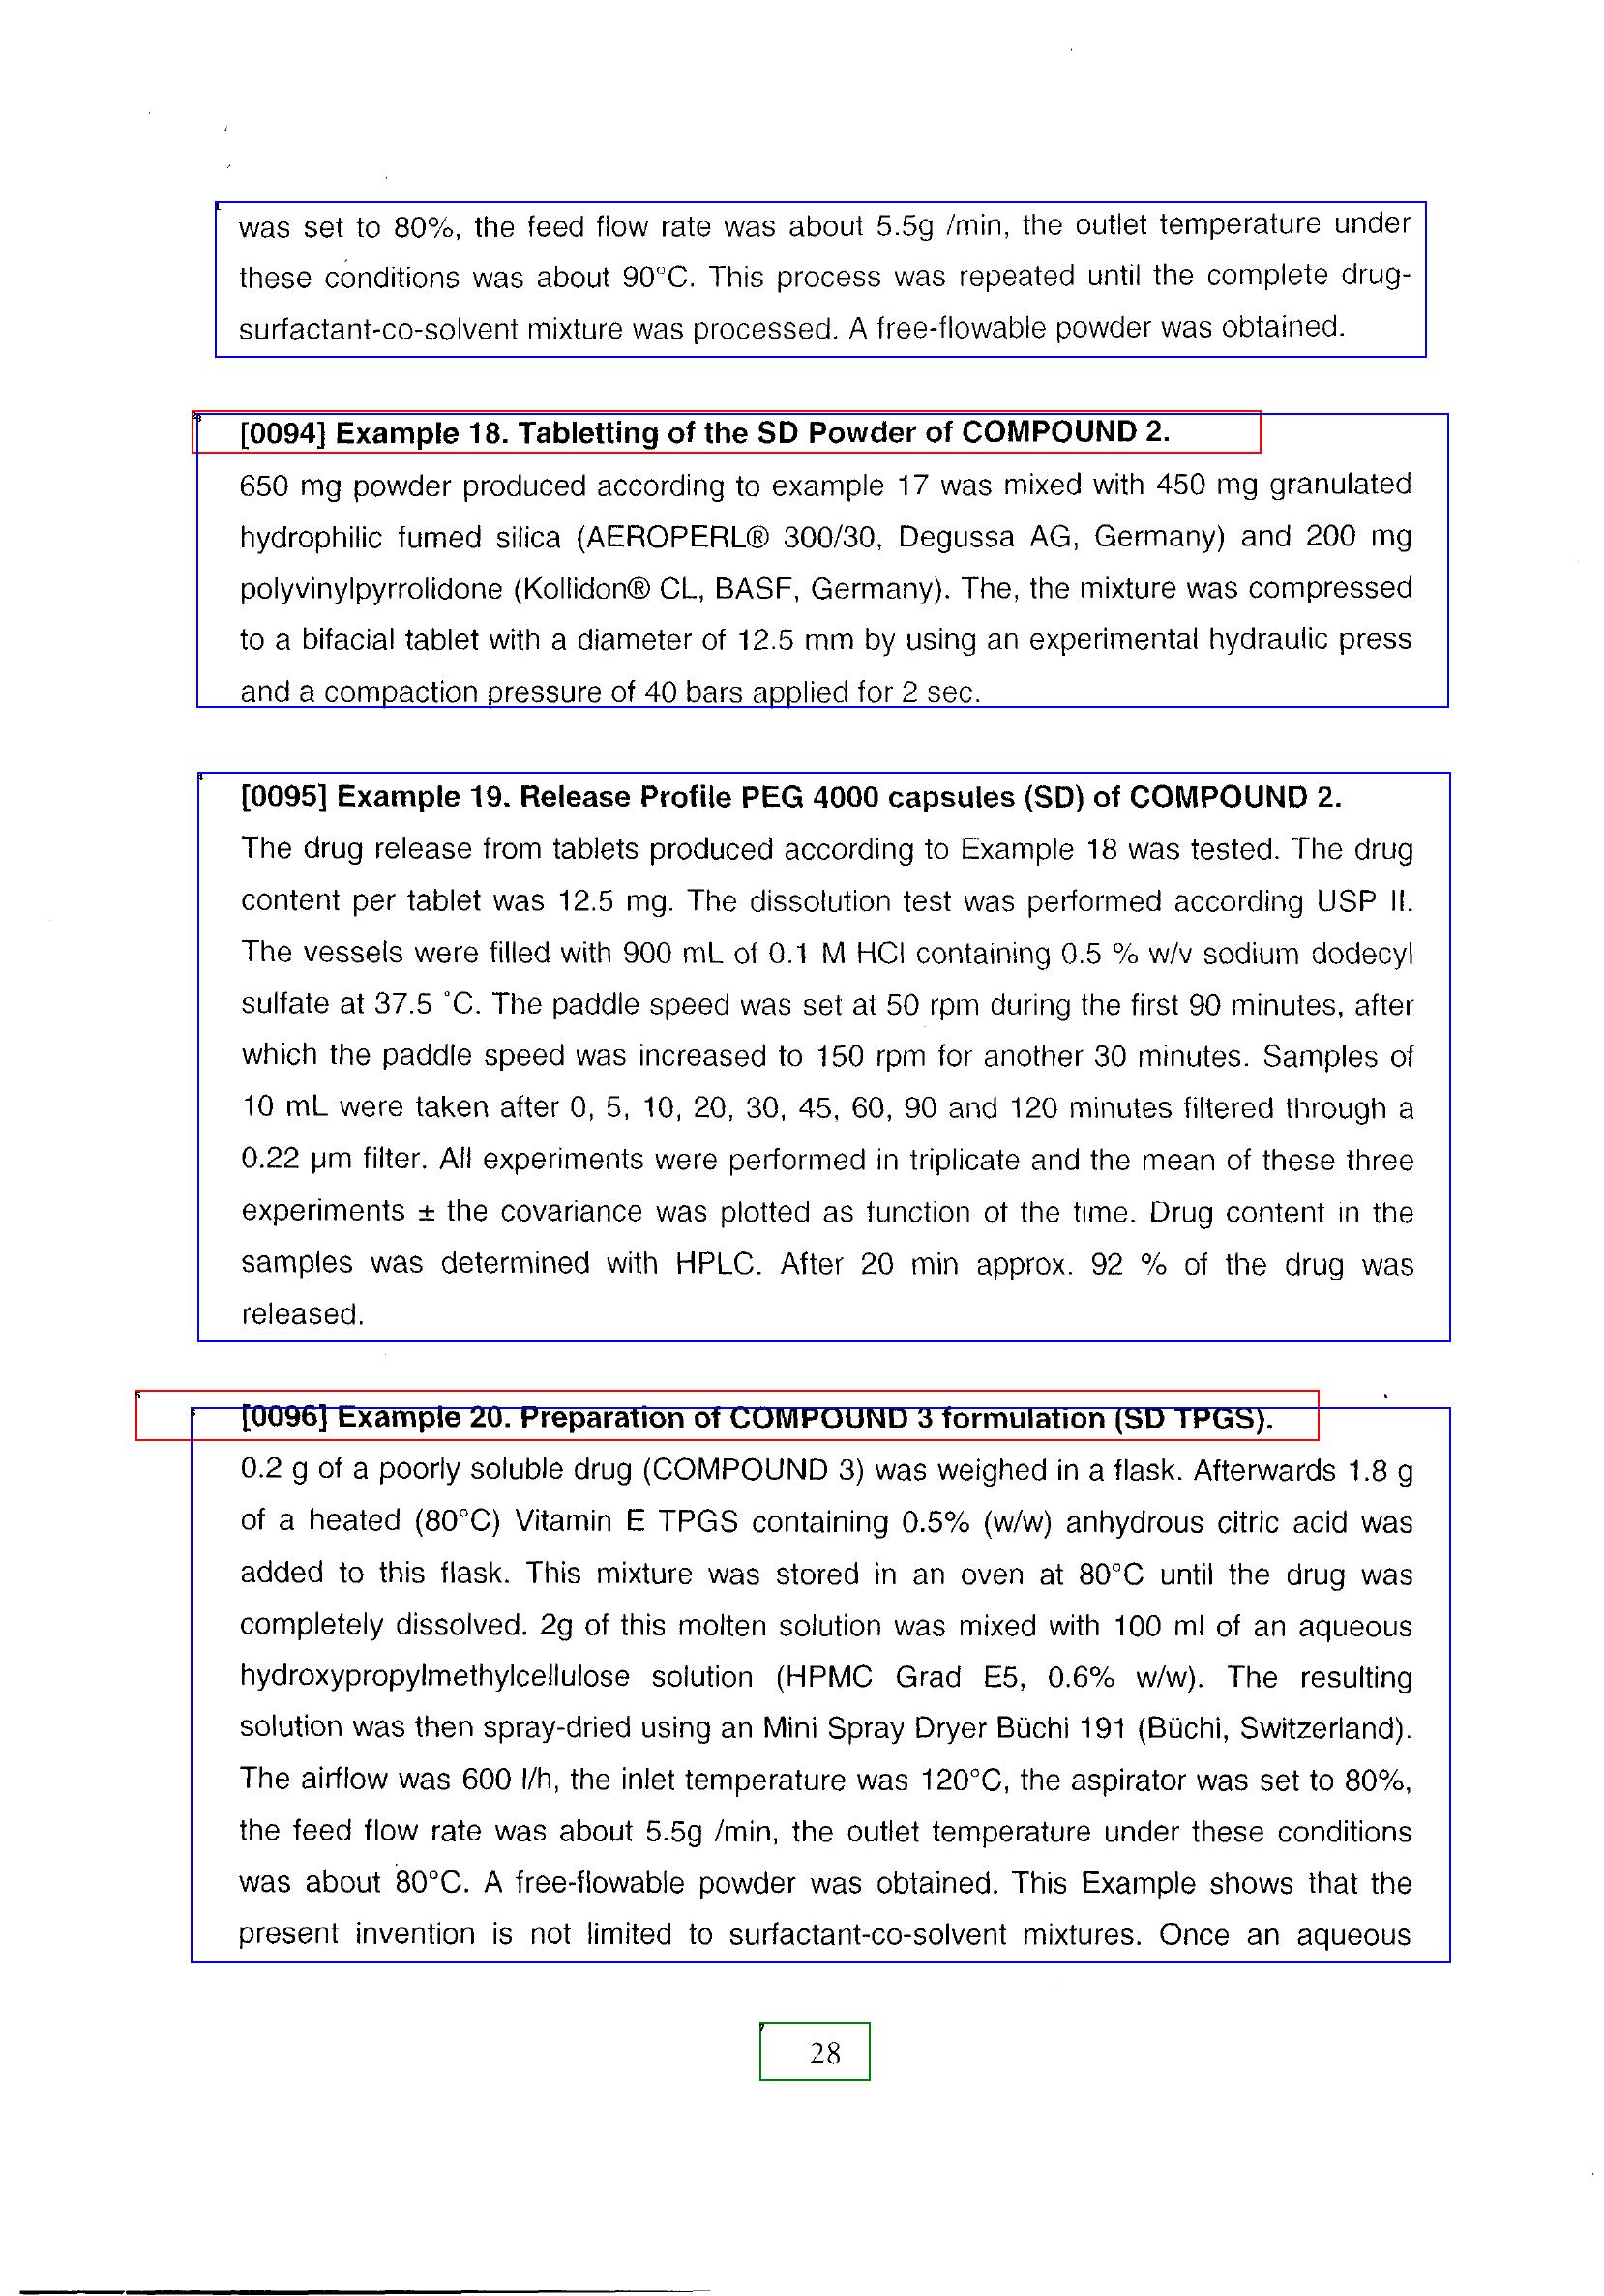 was set to 80%, the feed flow rate was about 5.5g /min, the outlet temperature under
these conditions was about 90°C. This process was repeated until the complete drug-
surfactant-co-solvent mixture was processed. A free-flowable powder was obtained.
[0094] Example 18. Tabletting of the SD Powder of COMPOUND 2.
650 mg powder produced according to example 17 was mixed with 450 mg granulated
hydrophilic fumed silica (AEROPERL® 300/30, Degussa AG, Germany) and 200 mg
polyvinylpyrrolidone (Kollidon® CL, BASF, Germany). The, the mixture was compressed
to a bifacial tablet with a diameter of 12.5 mm by using an experimental hydraulic press
and a compaction pressure of 40 bars applied for 2 sec.
[0095] Example 19. Release Profile PEG 4000 capsules (SD) of COMPOUND 2.
The drug release from tablets produced according to Example 18 was tested. The drug
content per tablet was 12.5 mg. The dissolution test was performed according USP II.
The vessels were filled with 900 mL of 0.1 M HCl containing 0.5 % w/v sodium dodecyl
sulfate at 37.5 ˚C. The paddle speed was set at 50 rpm during the first 90 minutes, after
which the paddle speed was increased to 150 rpm for another 30 minutes. Samples of
10 mL were taken after 0, 5, 10, 20, 30, 45, 60, 90 and 120 minutes filtered through a
0.22 µm filter. All experiments were performed in triplicate and the mean of these three
experiments ± the covariance was plotted as function of the time. Drug content in the
samples was determined with HPLC. After 20 min approx. 92 % of the drug was
released.
[0096] Example 20. Preparation of COMPOUND 3 formulation (SD TPGS).
0.2 g of a poorly soluble drug (COMPOUND 3) was weighed in a flask. Afterwards 1.8 g
of a heated (80°C) Vitamin E TPGS containing 0.5% (w/w) anhydrous citric acid was
added to this flask. This mixture was stored in an oven at 80°C until the drug was
completely dissolved. 2g of this molten solution was mixed with 100 ml of an aqueous
hydroxypropylmethylcellulose solution (HPMC Grad E5, 0.6% w/w). The resulting
solution was then spray-dried using an Mini Spray Dryer Büchi 191 (Büchi, Switzerland).
The airflow was 600 l/h, the inlet temperature was 120°C, the aspirator was set to 80%,
the feed flow rate was about 5.5g /min, the outlet temperature under these conditions
was about 80°C. A free-flowable powder was obtained. This Example shows that the
present invention is not limited to surfactant-co-solvent mixtures. Once an aqueous
28